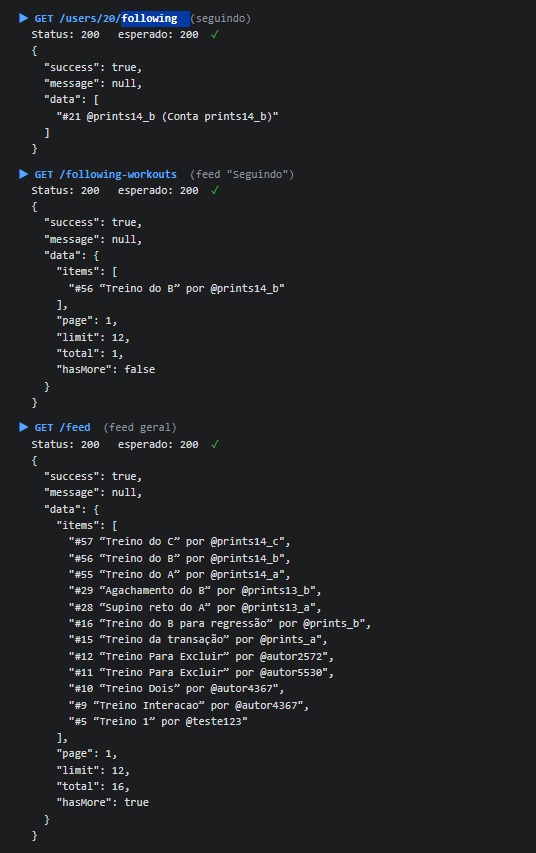 ▶ GET /users/20/following (seguindo)
Status: 200 esperado: 200 ✓
{
"success": true,
"message": null,
"data": [
"#21 @prints14_b (Conta prints14_b)"
]
}
▶ GET /following-workouts (feed "Seguindo")
Status: 200 esperado: 200 ✓
{
"success": true,
"message": null,
"data": {
"items": [
"#56 “Treino do B” por @prints14_b"
],
"page": 1,
"limit": 12,
"total": 1,
"hasMore": false
}
}
▶ GET /feed (feed geral)
Status: 200 esperado: 200 ✓
{
"success": true,
"message": null,
"data": {
"items": [
"#57 “Treino do C” por @prints14_c",
"#56 “Treino do B” por @prints14_b",
"#55 “Treino do A” por @prints14_a",
"#29 “Agachamento do B” por @prints13_b",
"#28 “Supino reto do A” por @prints13_a",
"#16 “Treino do B para regressão” por @prints_b",
"#15 “Treino da transação” por @prints_a",
"#12 “Treino Para Excluir” por @autor2572",
"#11 “Treino Para Excluir” por @autor5530",
"#10 “Treino Dois” por @autor4367",
"#9 “Treino Interacao” por @autor4367",
"#5 “Treino 1” por @teste123"
],
"page": 1,
"limit": 12,
"total": 16,
"hasMore": true
}
}